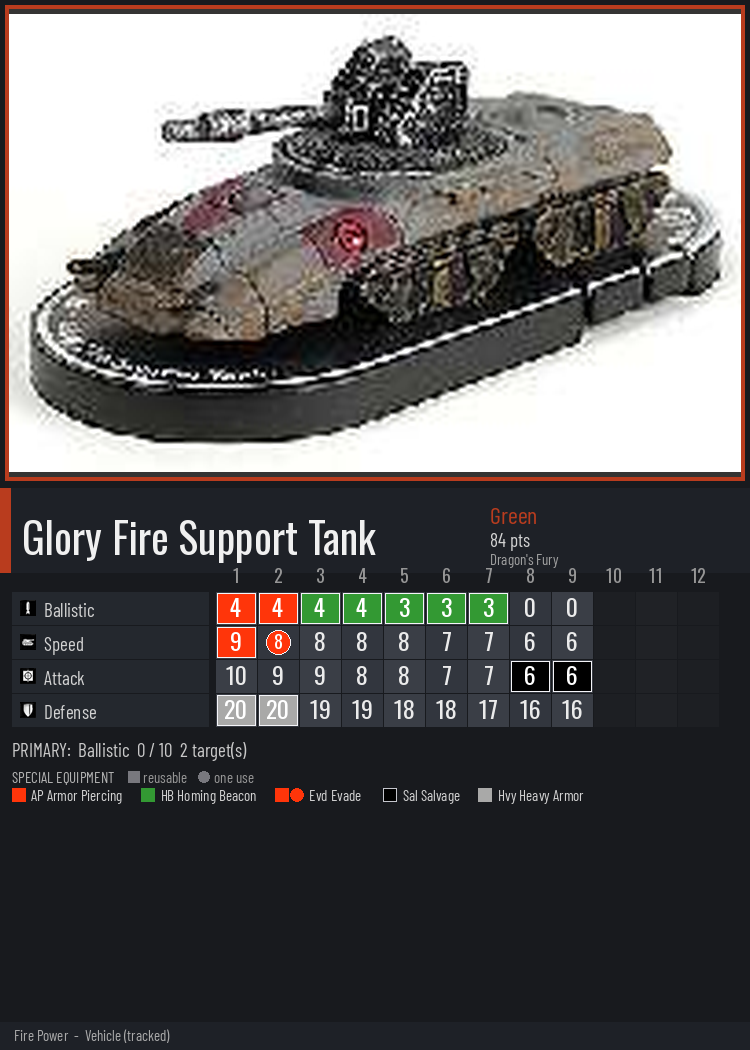 10
Glory Fire Support Tank
Green
84 pts
Dragon's Fury
1 2 3 4 5 6 7 8 9 10 11 12
Ballistic 4 4 4 4 3 3 3 0 0
Speed 9 8 8 8 8 7 7 6 6
Attack 10 9 9 8 8 7 7 6 6
Defense 20 20 19 19 18 18 17 16 16
PRIMARY: Ballistic 0 / 10 2 target(s)
SPECIAL EQUIPMENT reusable one use
AP Armor Piercing HB Homing Beacon Evd Evade Sal Salvage Hvy Heavy Armor
Fire Power - Vehicle (tracked)